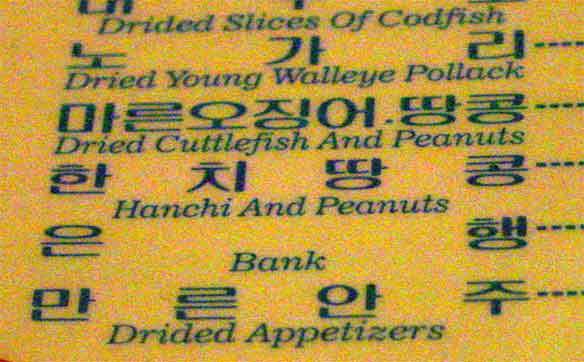 Drided Slices Of Codfish
노 가 리
Dried Young Walleye Pollack
마른오징어.땅콩
Dried Cuttlefish And Peanuts
한 치 땅 콩
Hanchi And Peanuts
은 행
Bank
만 른 안 주
Drided Appetizers